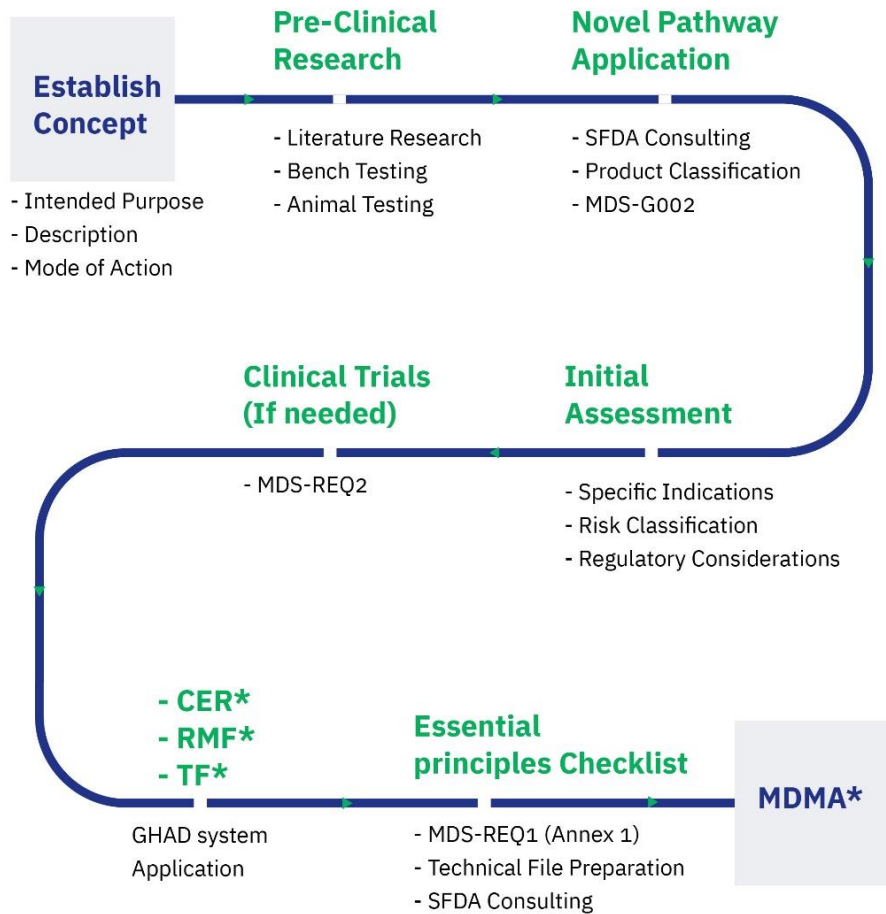 Establish
Concept
- Intended Purpose
- Description
- Mode of Action
Pre-Clinical
Research
- Literature Research
- Bench Testing
- Animal Testing
Novel Pathway
Application
- SFDA Consulting
- Product Classification
- MDS-G002
Initial
Assessment
- Specific Indications
- Risk Classification
- Regulatory Considerations
Clinical Trials
(If needed)
- MDS-REQ2
- CER*
- RMF*
- TF*
GHAD system
Application
Essential
principles Checklist
- MDS-REQ1 (Annex 1)
- Technical File Preparation
- SFDA Consulting
MDMA*